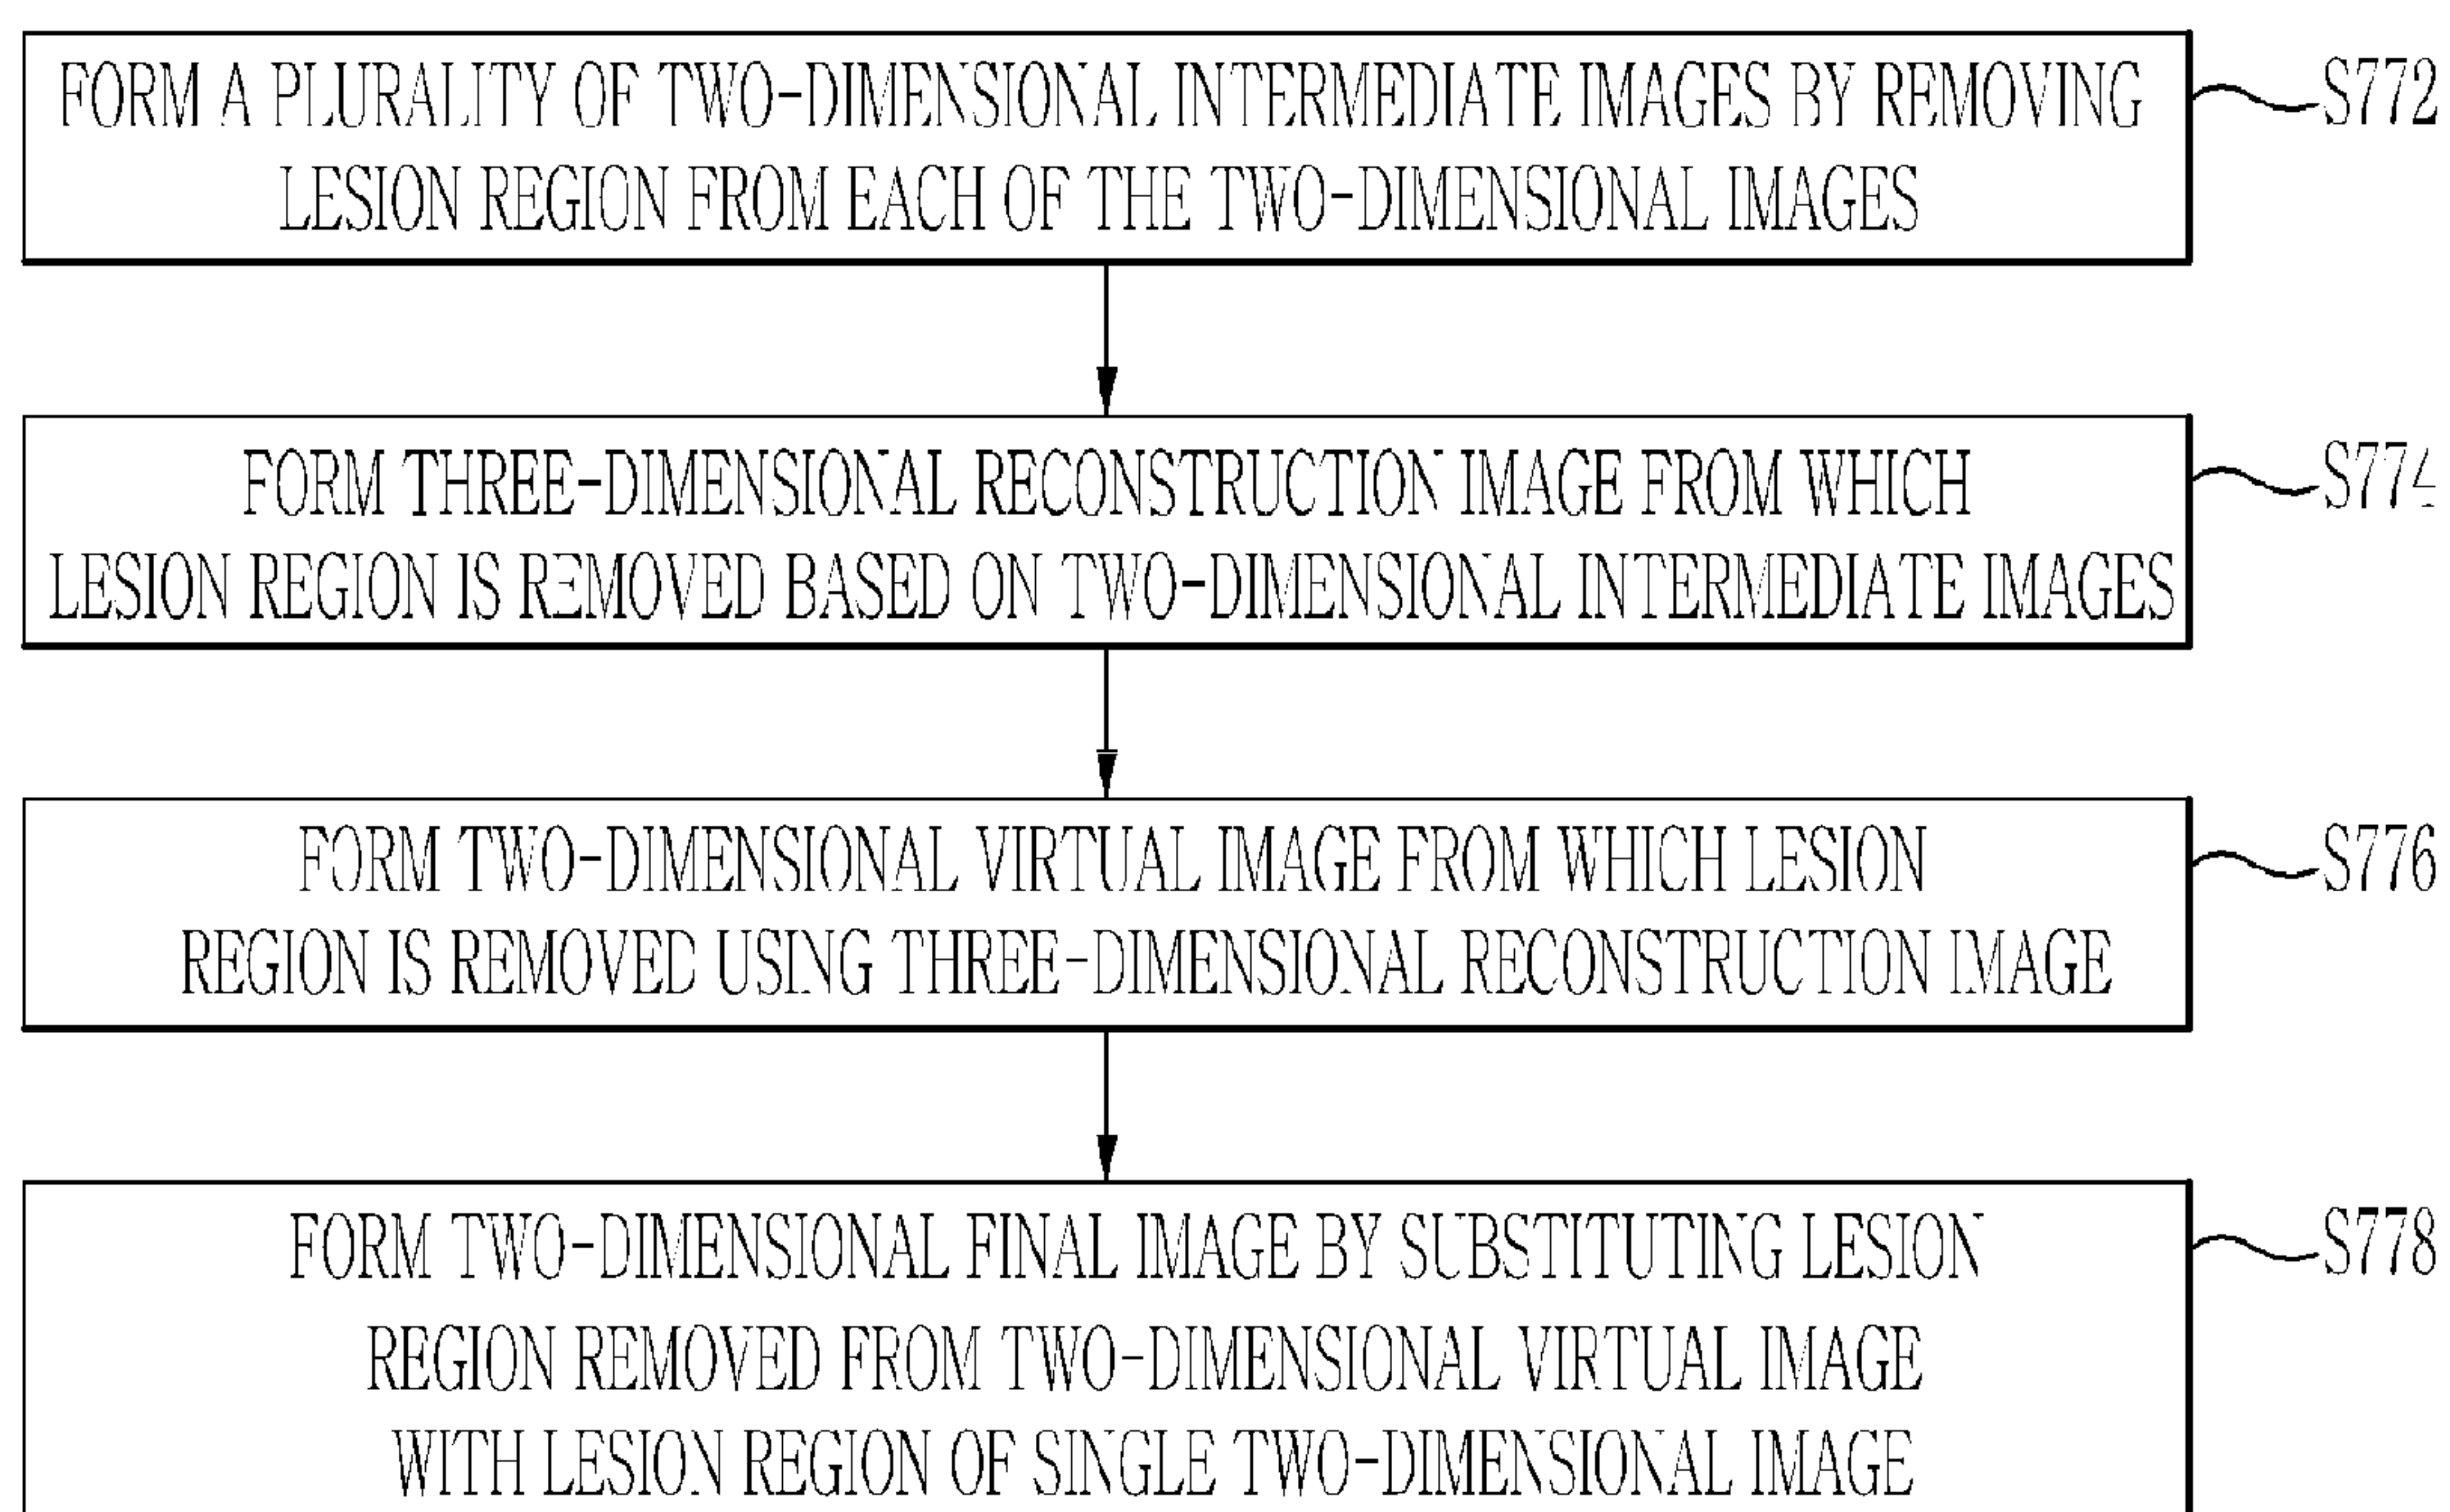 FORM A PLURALITY OF TWO-DIMENSIONAL INTERMEDIATE IMAGES BY REMOVING
LESION REGION FROM EACH OF THE TWO-DIMENSIONAL IMAGES
S772
FORM THREE-DIMENSIONAL RECONSTRUCTION IMAGE FROM WHICH
LESION REGION IS REMOVED BASED ON TWO-DIMENSIONAL INTERMEDIATE IMAGES
S774
FORM TWO-DIMENSIONAL VIRTUAL IMAGE FROM WHICH LESION
REGION IS REMOVED USING THREE-DIMENSIONAL RECONSTRUCTION IMAGE
S776
FORM TWO-DIMENSIONAL FINAL IMAGE BY SUBSTITUTING LESION
REGION REMOVED FROM TWO-DIMENSIONAL VIRTUAL IMAGE
WITH LESION REGION OF SINGLE TWO-DIMENSIONAL IMAGE
S778